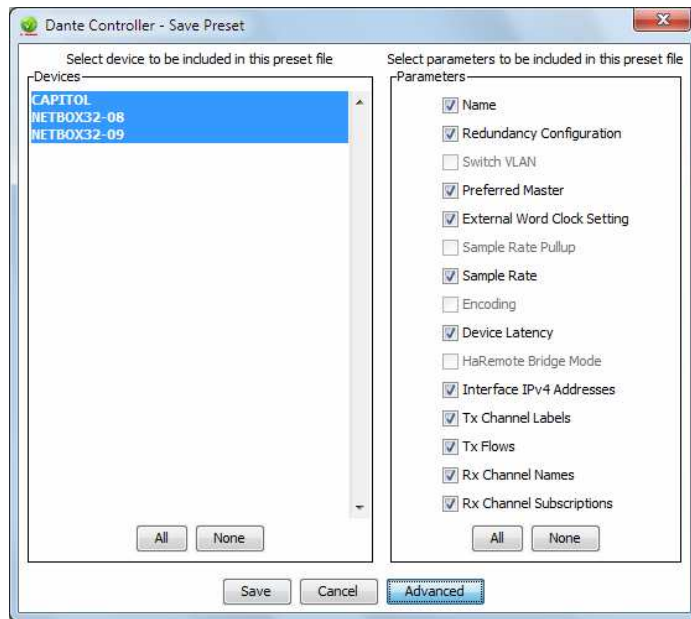 Dante Controller - Save Preset
Select device to be included in this preset file
Devices
CAPITOL
NETBOX32-08
NETBOX32-09
All None
Select parameters to be included in this preset file
Parameters
Name
Redundancy Configuration
Switch VLAN
Preferred Master
External Word Clock Setting
Sample Rate Pullup
Sample Rate
Encoding
Device Latency
HaRemote Bridge Mode
Interface IPv4 Addresses
Tx Channel Labels
Tx Flows
Rx Channel Names
Rx Channel Subscriptions
All None
Save Cancel Advanced